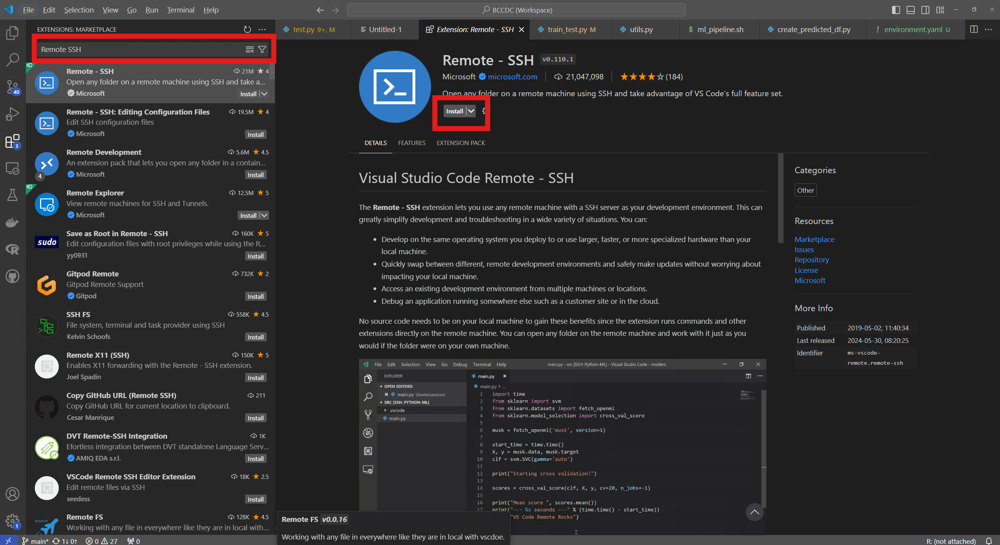 File Edit Selection View Go Run Terminal Help
BCCDC (Workspace)
EXTENSIONS: MARKETPLACE
Remote SSH
Remote - SSH 21M 4
Open any folder on a remote machine using SSH and take a...
Microsoft Install
Remote - SSH: Editing Configuration Files 19.5M 4
Edit SSH configuration files
Microsoft Install
Remote Development 5.6M 4.5
An extension pack that lets you open any folder in a contain...
4 Microsoft Install
Remote Explorer 12.5M 5
View remote machines for SSH and Tunnels.
Microsoft Install
Save as Root in Remote - SSH 160K 5
sudo Edit configuration files with root privileges while using the R...
yy0931 Install
Gitpod Remote 732K 2
Gitpod Remote Support
Gitpod Install
SSH FS 558K 4.5
File system, terminal and task provider using SSH
Kelvin Schoofs Install
Remote X11 (SSH) 150K 5
Enables X11 forwarding with the Remote - SSH extension.
Joel Spadin Install
Copy GitHub URL (Remote SSH) 211
Copy GitHub URL for current location to clipboard.
Cesar Manrique Install
DVT Remote-SSH Integration 1K
Efortless integration between DVT standalone Language Serv...
AMIQ EDA s.r.l. Install
VSCode Remote SSH Editor Extension 18K 2.5
Edit remote files via SSH
seedess Install
Remote FS 128K 4.5
Remote FS
Working with any file in everywhere like they are in local with...
40
3
1
test.py 9+, M Untitled-1 Extension: Remote - SSH train_test.py M utils.py $ ml_pipeline.sh create_predicted_df.py ! environment.yaml U
Remote - SSH v0.110.1
Microsoft microsoft.com 21,047,098 (184)
Open any folder on a remote machine using SSH and take advantage of VS Code's full feature set.
Install
DETAILS FEATURES EXTENSION PACK
Visual Studio Code Remote - SSH
The Remote - SSH extension lets you use any remote machine with a SSH server as your development environment. This can
greatly simplify development and troubleshooting in a wide variety of situations. You can:
• Develop on the same operating system you deploy to or use larger, faster, or more specialized hardware than your
local machine.
• Quickly swap between different, remote development environments and safely make updates without worrying about
impacting your local machine.
• Access an existing development environment from multiple machines or locations.
• Debug an application running somewhere else such as a customer site or in the cloud.
No source code needs to be on your local machine to gain these benefits since the extension runs commands and other
extensions directly on the remote machine. You can open any folder on the remote machine and work with it just as you
would if the folder were on your own machine.
File Edit Selection View Go Debug Terminal Help main.py - src [SSH: Python-ML] - Visual Studio Code - Insiders
EXPLORER
OPEN EDITORS
main.py \home\sana\src
SRC [SSH: PYTHON-ML]
.vscode
main.py
main.py
main.py ...
1 import time
2 from sklearn import svm
3 from sklearn.datasets import fetch_openml
4 from sklearn.model_selection import cross_val_score
5
6 musk = fetch_openml('musk', version=1)
7
8 start_time = time.time()
9 X, y = musk.data, musk.target
10 clf = svm.SVC(gamma='auto')
11
12 print("Starting cross validation!")
13
14 scores = cross_val_score(clf, X, y, cv=20, n_jobs=-1)
15
16 print("Mean score ", scores.mean())
17 print("--- %s seconds ---" % (time.time() - start_time))
"VS Code Remote Rocks")
Remote FS v0.0.16
Working with any file in everywhere like they are in local with vscdoe.
Categories
Other
Resources
Marketplace
Issues
Repository
License
Microsoft
More Info
Published 2019-05-02, 11:40:34
Last released 2024-05-30, 08:20:25
Identifier ms-vscode-
remote.remote-ssh
main* 1↓ 0↑ 0 27 0 R: (not attached)